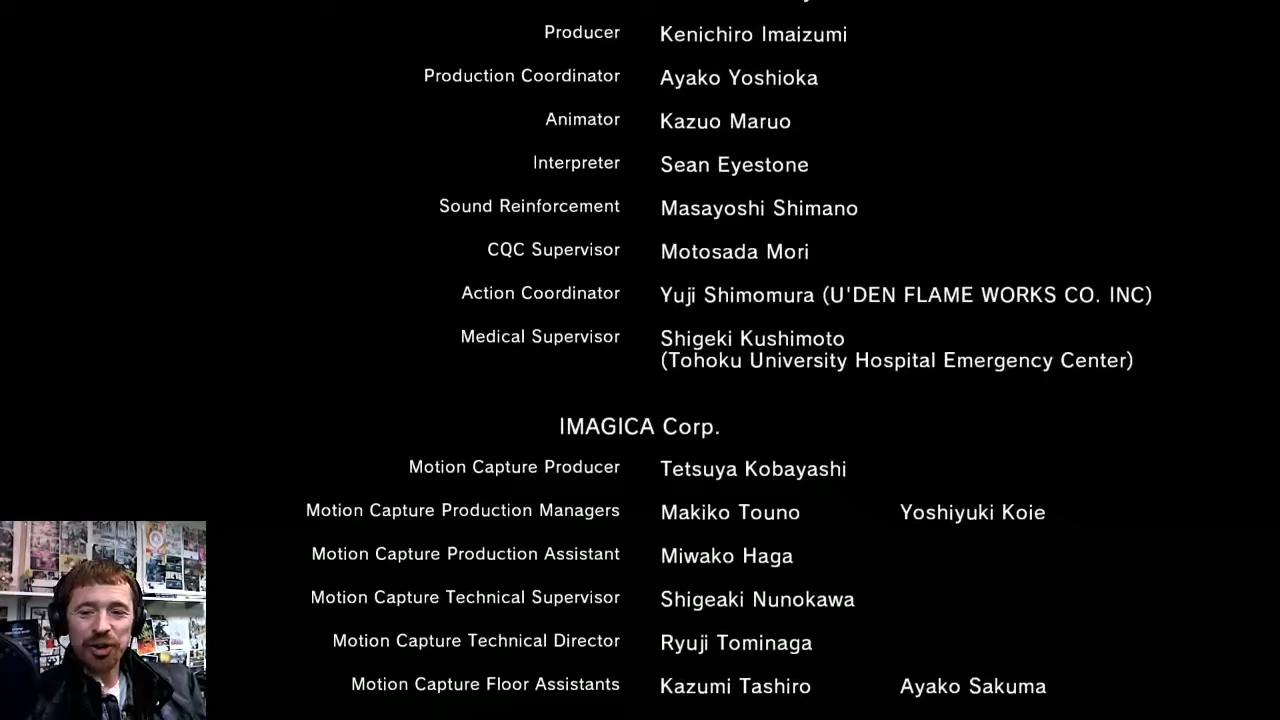 Producer Kenichiro Imaizumi
Production Coordinator Ayako Yoshioka
Animator Kazuo Maruo
Interpreter Sean Eyestone
Sound Reinforcement Masayoshi Shimano
CQC Supervisor Motosada Mori
Action Coordinator Yuji Shimomura (U'DEN FLAME WORKS CO. INC)
Medical Supervisor Shigeki Kushimoto
(Tohoku University Hospital Emergency Center)
IMAGICA Corp.
Motion Capture Producer Tetsuya Kobayashi
Motion Capture Production Managers Makiko Touno Yoshiyuki Koie
Motion Capture Production Assistant Miwako Haga
Motion Capture Technical Supervisor Shigeaki Nunokawa
Motion Capture Technical Director Ryuji Tominaga
Motion Capture Floor Assistants Kazumi Tashiro Ayako Sakuma